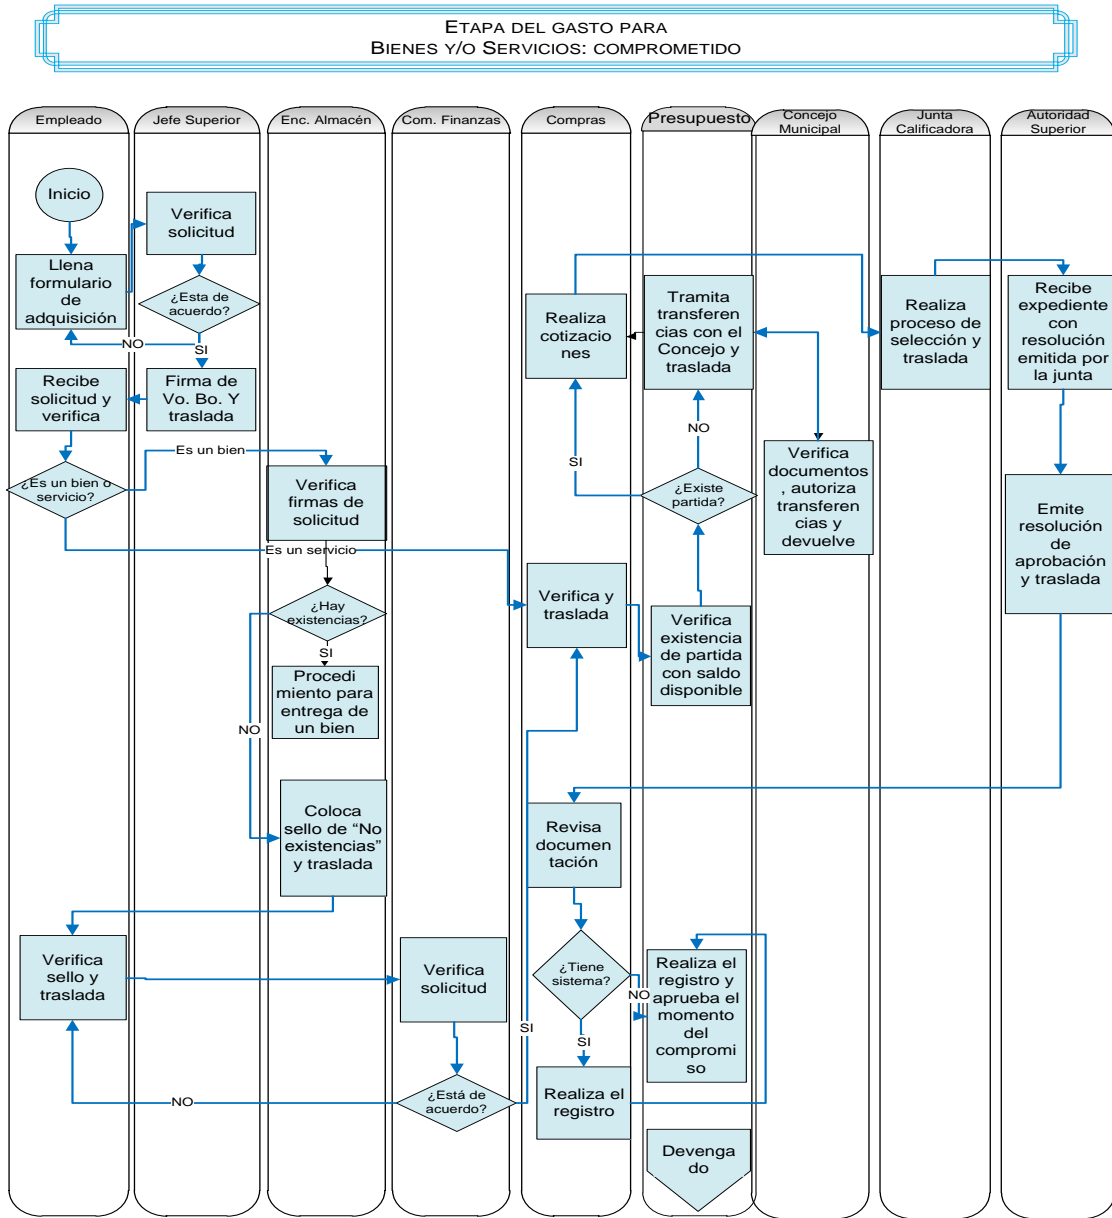 ETAPA DEL GASTO PARA
BIENES Y/O SERVICIOS: COMPROMETIDO
Empleado
Jefe Superior
Enc. Almacén
Com. Finanzas
Compras
Presupuesto
Concejo
Municipal
Junta
Calificadora
Autoridad
Superior
Inicio
Llena
formulario
de
adquisición
Verifica
solicitud
¿Esta de
acuerdo?
NO
SI
Firma de
Vo. Bo. Y
traslada
Recibe
solicitud y
verifica
¿Es un bien o
servicio?
Es un bien
Es un servicio
Verifica
firmas de
solicitud
¿Hay
existencias?
SI
NO
Procedi
miento para
entrega de
un bien
Coloca
sello de “No
existencias”
y traslada
Verifica
sello y
traslada
Verifica
solicitud
¿Está de
acuerdo?
NO
SI
Verifica y
traslada
Verifica
existencia
de partida
con saldo
disponible
¿Existe
partida?
SI
NO
Realiza
cotizacio
nes
Tramita
transferen
cias con el
Concejo y
traslada
Verifica
documentos
, autoriza
transferen
cias y
devuelve
Realiza
proceso de
selección y
traslada
Recibe
expediente
con
resolución
emitida por
la junta
Emite
resolución
de
aprobación
y traslada
Revisa
documen
tación
¿Tiene
sistema?
NO
SI
Realiza el
registro
Realiza el
registro y
aprueba el
momento
del
compromi
so
Devenga
do